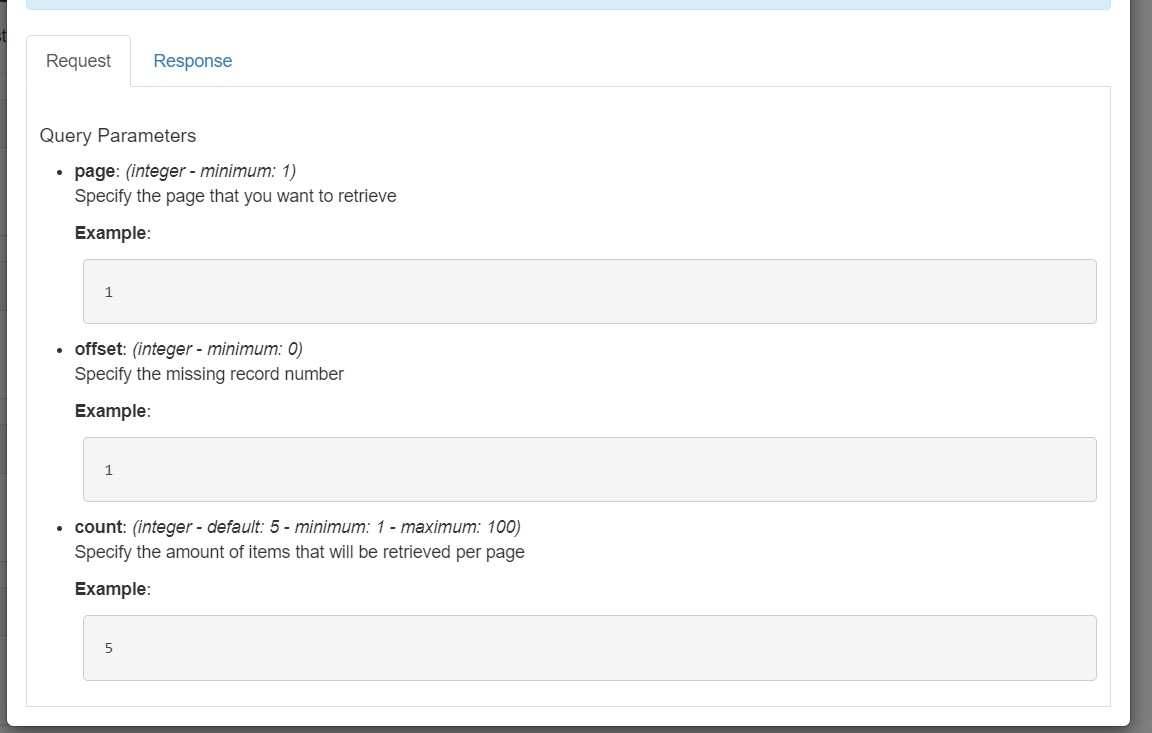 Request
Response
Query Parameters
page: (integer - minimum: 1)
Specify the page that you want to retrieve
Example:
1
offset: (integer - minimum: 0)
Specify the missing record number
Example:
1
count: (integer - default: 5 - minimum: 1 - maximum: 100)
Specify the amount of items that will be retrieved per page
Example:
5